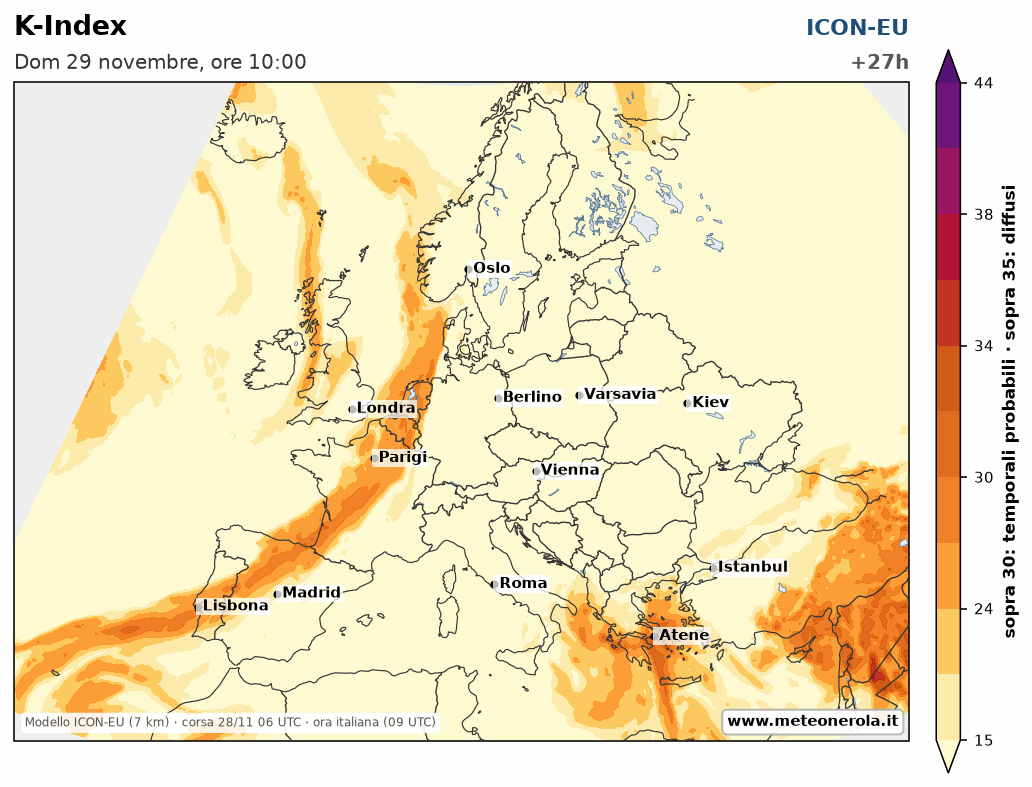 K-Index
ICON-EU
Dom 29 novembre, ore 10:00
+27h
44
38
34
30
24
15
sopra 30: temporali probabili · sopra 35: diffusi
Oslo
Berlino
Varsavia
Kiev
Londra
Parigi
Vienna
Istanbul
Roma
Madrid
Lisbona
Atene
Modello ICON-EU (7 km) · corsa 28/11 06 UTC · ora italiana (09 UTC)
www.meteonerola.it